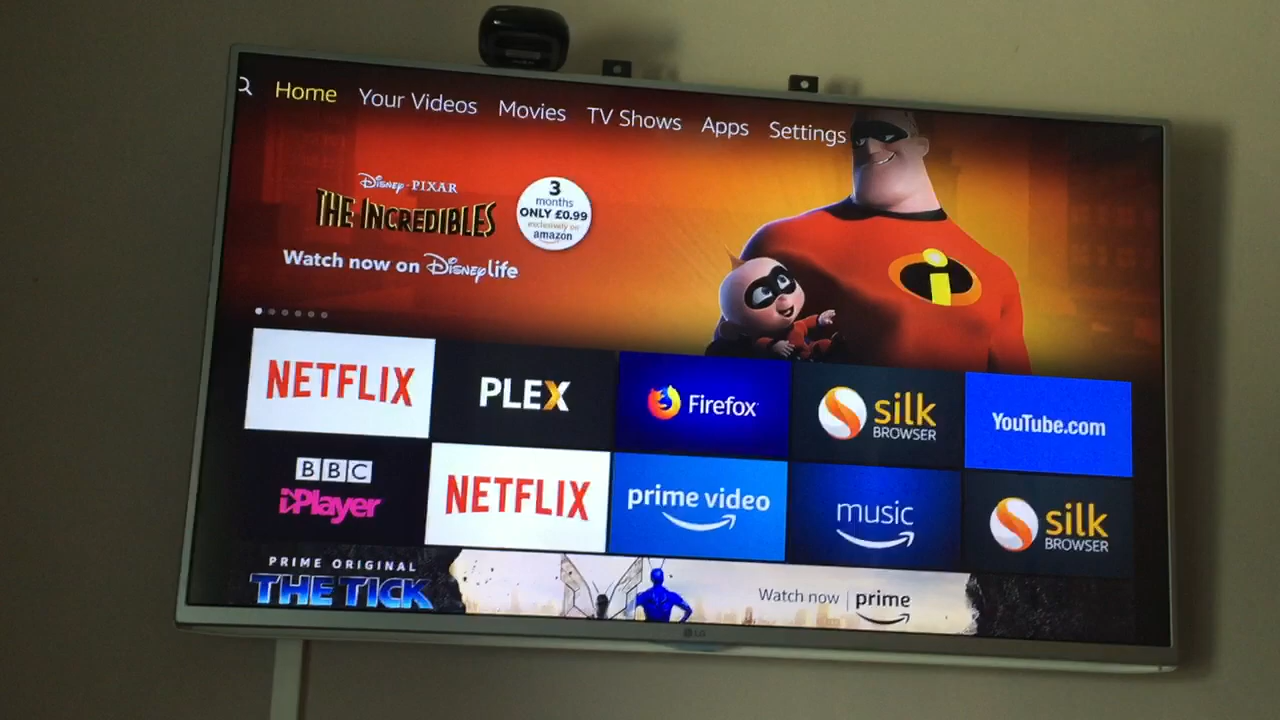 Home Your Videos Movies TV Shows Apps Settings
Disney · PIXAR
THE INCREDIBLES
3
months
ONLY £0.99
exclusively on
amazon
Watch now on Disneylife
NETFLIX
PLEX
Firefox
silk
BROWSER
YouTube.com
BBC
iPlayer
NETFLIX
prime video
music
silk
BROWSER
PRIME ORIGINAL
THE TICK
Watch now | prime
LG